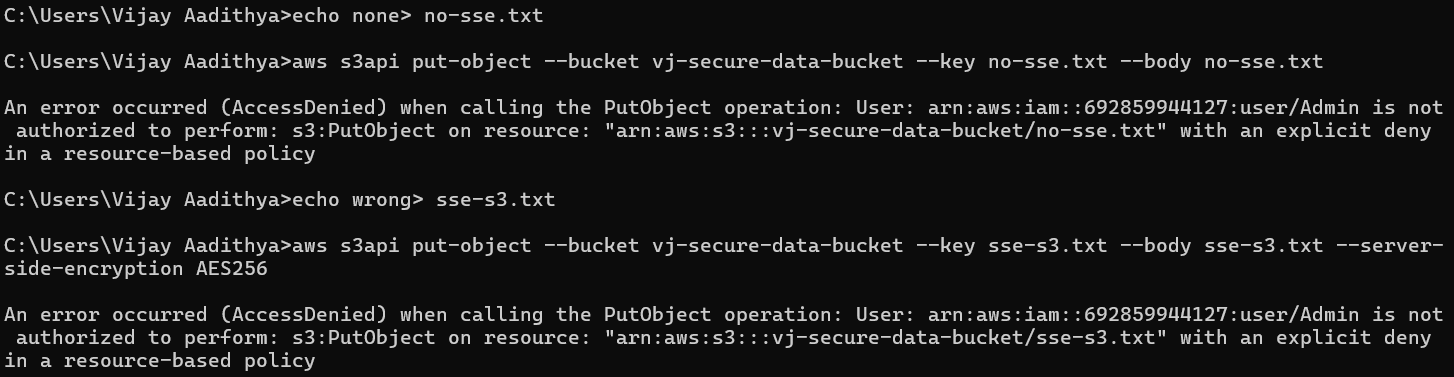 C:\Users\Vijay Aadithya>echo none> no-sse.txt
C:\Users\Vijay Aadithya>aws s3api put-object --bucket vj-secure-data-bucket --key no-sse.txt --body no-sse.txt
An error occurred (AccessDenied) when calling the PutObject operation: User: arn:aws:iam::692859944127:user/Admin is not
 authorized to perform: s3:PutObject on resource: "arn:aws:s3:::vj-secure-data-bucket/no-sse.txt" with an explicit deny
in a resource-based policy
C:\Users\Vijay Aadithya>echo wrong> sse-s3.txt
C:\Users\Vijay Aadithya>aws s3api put-object --bucket vj-secure-data-bucket --key sse-s3.txt --body sse-s3.txt --server-
side-encryption AES256
An error occurred (AccessDenied) when calling the PutObject operation: User: arn:aws:iam::692859944127:user/Admin is not
 authorized to perform: s3:PutObject on resource: "arn:aws:s3:::vj-secure-data-bucket/sse-s3.txt" with an explicit deny
in a resource-based policy